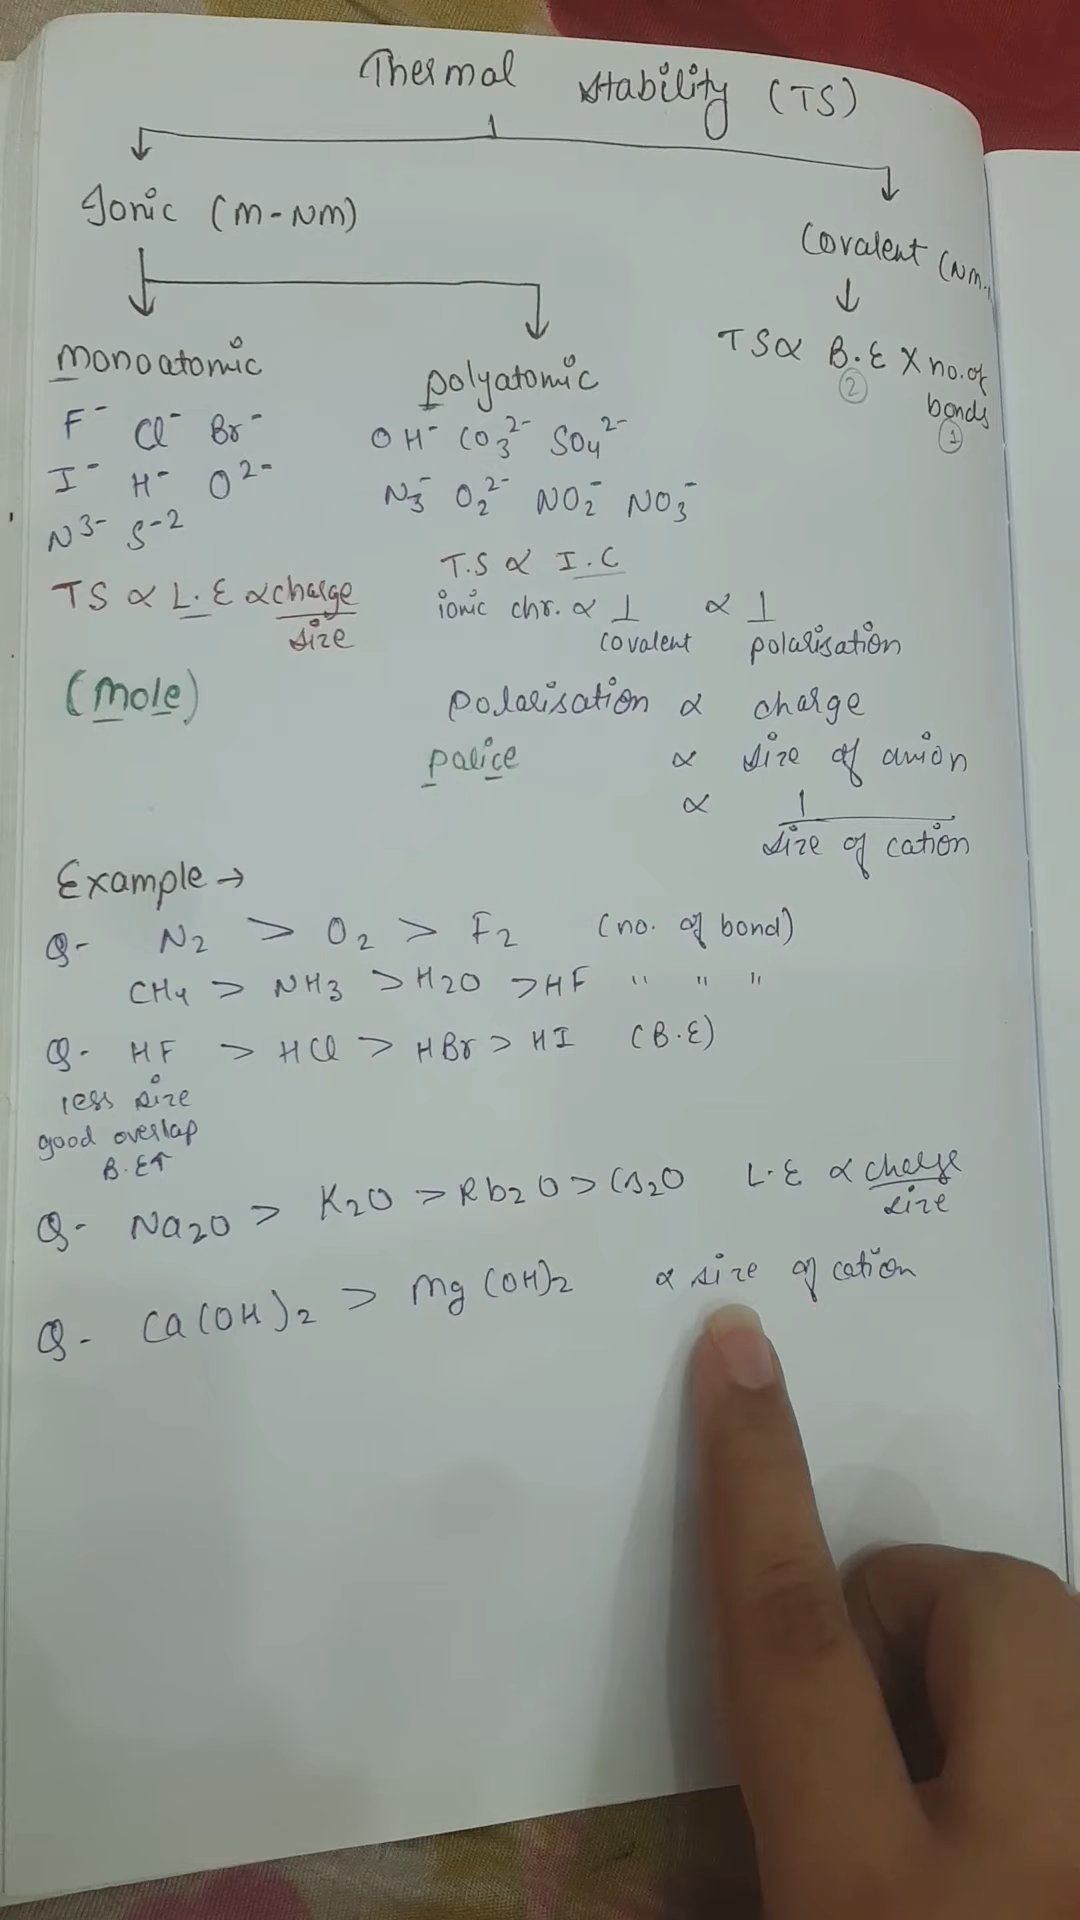 Thermal stability (TS)
Ionic (M-NM)
Covalent (NM-
TS ∝ B.E × no. of
bonds
② ①
Monoatomic
F⁻ Cl⁻ Br⁻
I⁻ H⁻ O²⁻
N³⁻ S⁻²
TS ∝ L.E ∝ charge/size
(Mole)
Polyatomic
OH⁻ CO₃²⁻ SO₄²⁻
N₃⁻ O₂²⁻ NO₂⁻ NO₃⁻
T.S ∝ I.C
ionic chr. ∝ 1/covalent ∝ 1/polarisation
Polarisation ∝ charge
Palice ∝ size of anion
∝ 1/size of cation
Example →
Q- N₂ > O₂ > F₂ (no. of bond)
CH₄ > NH₃ > H₂O > HF " " "
Q- HF > HCl > HBr > HI (B.E)
less size
good overlap
B.E↑
Q- Na₂O > K₂O > Rb₂O > Cs₂O L.E ∝ charge/size
Q- Ca(OH)₂ > Mg(OH)₂ ∝ size of cation